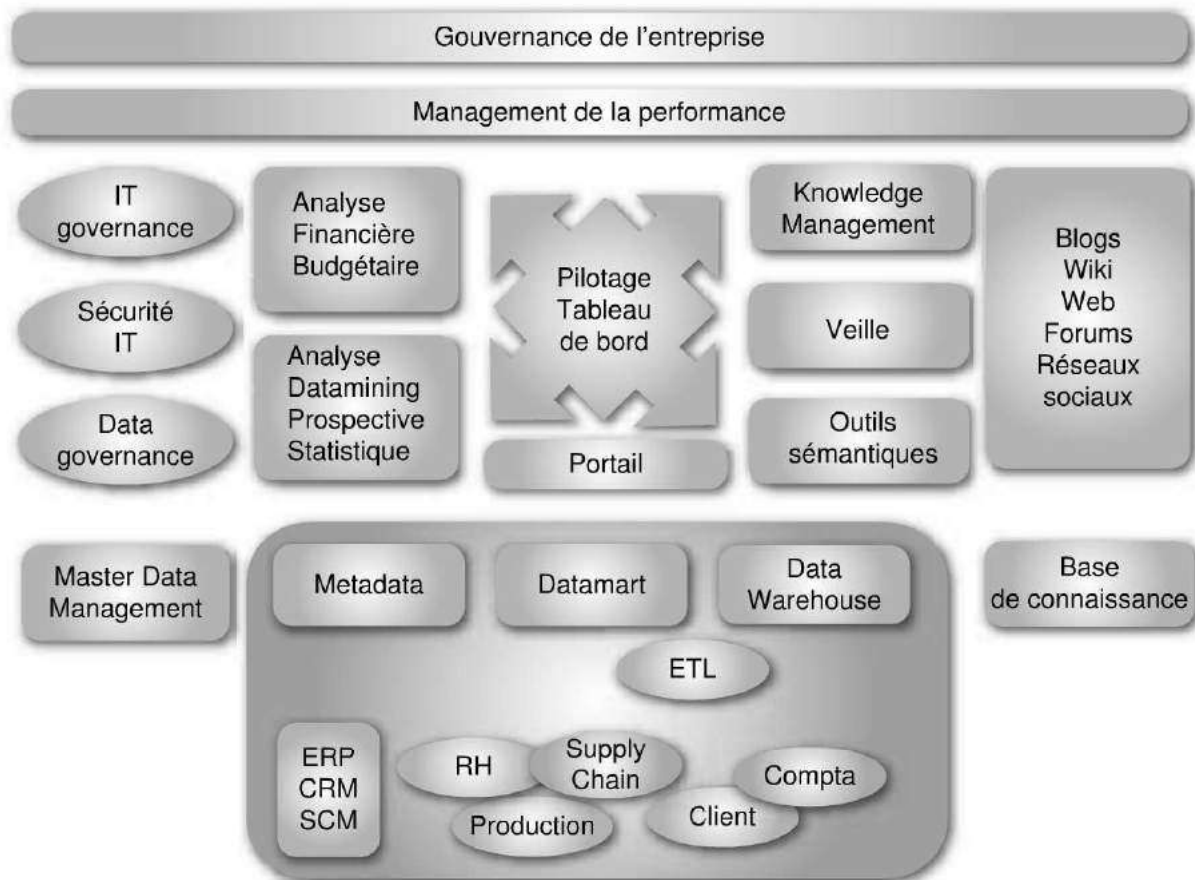 Gouvernance de l'entreprise
Management de la performance
IT
governance
Sécurité
IT
Data
governance
Analyse
Financière
Budgétaire
Analyse
Datamining
Prospective
Statistique
Pilotage
Tableau
de bord
Portail
Knowledge
Management
Veille
Outils
sémantiques
Blogs
Wiki
Web
Forums
Réseaux
sociaux
Master Data
Management
Metadata
Datamart
Data
Warehouse
Base
de connaissance
ETL
ERP
CRM
SCM
RH
Supply
Chain
Production
Client
Compta